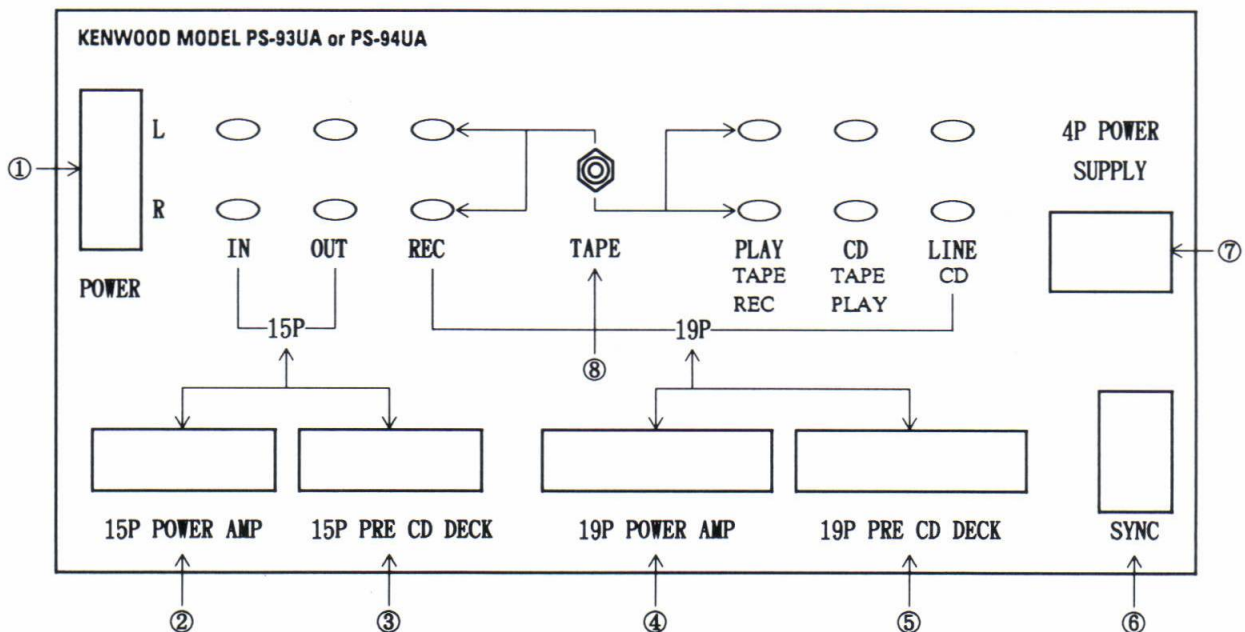 KENWOOD MODEL PS-93UA or PS-94UA
L
4P POWER
SUPPLY
①
R
IN OUT REC TAPE PLAY CD LINE
⑦
TAPE TAPE CD
POWER
REC PLAY
15P 19P
⑧
15P POWER AMP 15P PRE CD DECK 19P POWER AMP 19P PRE CD DECK SYNC
② ③ ④ ⑤ ⑥